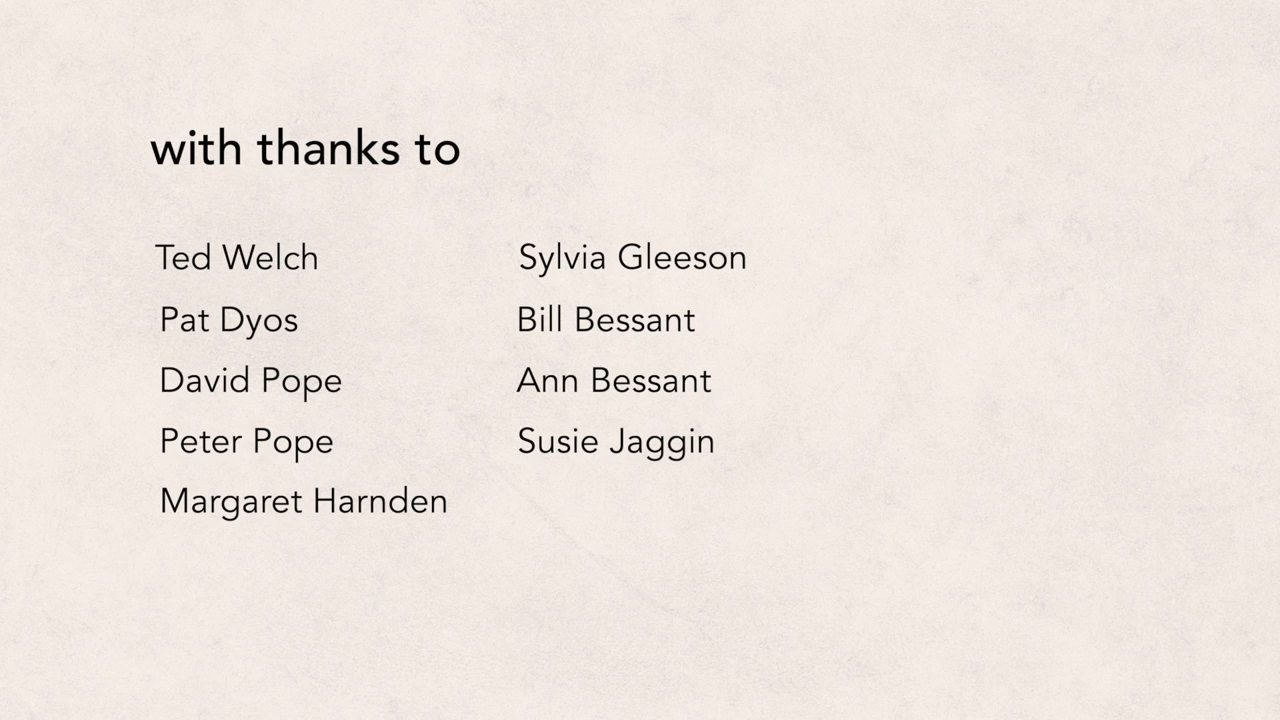 with thanks to
Ted Welch
Pat Dyos
David Pope
Peter Pope
Margaret Harnden
Sylvia Gleeson
Bill Bessant
Ann Bessant
Susie Jaggin